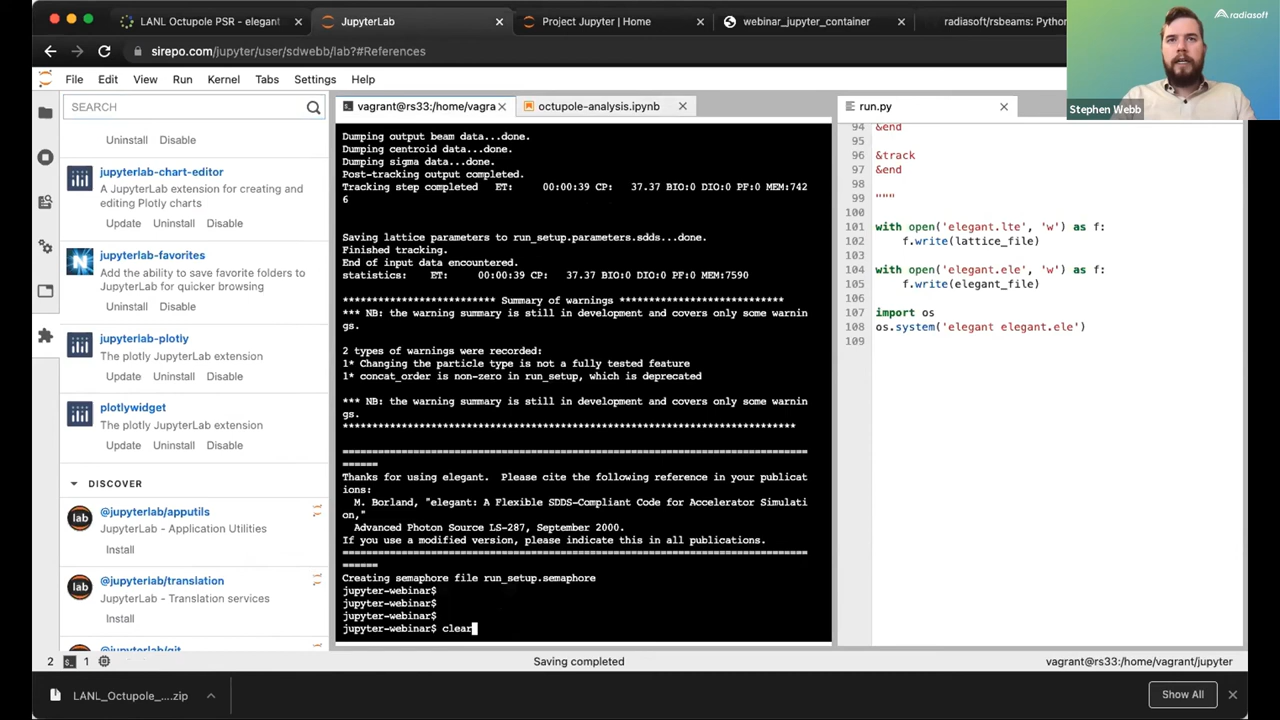 LANL Octupole PSR - elegant
JupyterLab
Project Jupyter | Home
webinar_jupyter_container
radiasoft/rsbeams: Python
radiasoft
sirepo.com/jupyter/user/sdwebb/lab?#References
Stephen Webb
File Edit View Run Kernel Tabs Settings Help
SEARCH
Uninstall Disable
jupyterlab-chart-editor
A JupyterLab extension for creating and
editing Plotly charts
Update Uninstall Disable
jupyterlab-favorites
Add the ability to save favorite folders to
JupyterLab for quicker browsing
Uninstall Disable
jupyterlab-plotly
The plotly JupyterLab extension
Update Uninstall Disable
plotlywidget
The plotly JupyterLab extension
Update Uninstall Disable
DISCOVER
lab
@jupyterlab/apputils
JupyterLab - Application Utilities
Install
lab
@jupyterlab/translation
JupyterLab - Translation services
Install
@jupyterlab/git
vagrant@rs33:/home/vagra
octupole-analysis.ipynb
Dumping output beam data...done.
Dumping centroid data...done.
Dumping sigma data...done.
Post-tracking output completed.
Tracking step completed ET: 00:00:39 CP: 37.37 BIO:0 DIO:0 PF:0 MEM:742
6
Saving lattice parameters to run_setup.parameters.sdds...done.
Finished tracking.
End of input data encountered.
statistics: ET: 00:00:39 CP: 37.37 BIO:0 DIO:0 PF:0 MEM:7590
************************** Summary of warnings ****************************
*** NB: the warning summary is still in development and covers only some warnin
gs.
2 types of warnings were recorded:
1* Changing the particle type is not a fully tested feature
1* concat_order is non-zero in run_setup, which is deprecated
*** NB: the warning summary is still in development and covers only some warnin
gs.
*****************************************************************************
===============================================================================
======
Thanks for using elegant. Please cite the following reference in your publicat
ions:
M. Borland, "elegant: A Flexible SDDS-Compliant Code for Accelerator Simulati
on,"
Advanced Photon Source LS-287, September 2000.
If you use a modified version, please indicate this in all publications.
===============================================================================
======
Creating semaphore file run_setup.semaphore
jupyter-webinar$
jupyter-webinar$
jupyter-webinar$
jupyter-webinar$ clear
run.py
94 &end
95
96 &track
97 &end
98
99 """
100
101 with open('elegant.lte', 'w') as f:
102 f.write(lattice_file)
103
104 with open('elegant.ele', 'w') as f:
105 f.write(elegant_file)
106
107 import os
108 os.system('elegant elegant.ele')
109
2 1 Saving completed vagrant@rs33:/home/vagrant/jupyter
LANL_Octupole_....zip
Show All